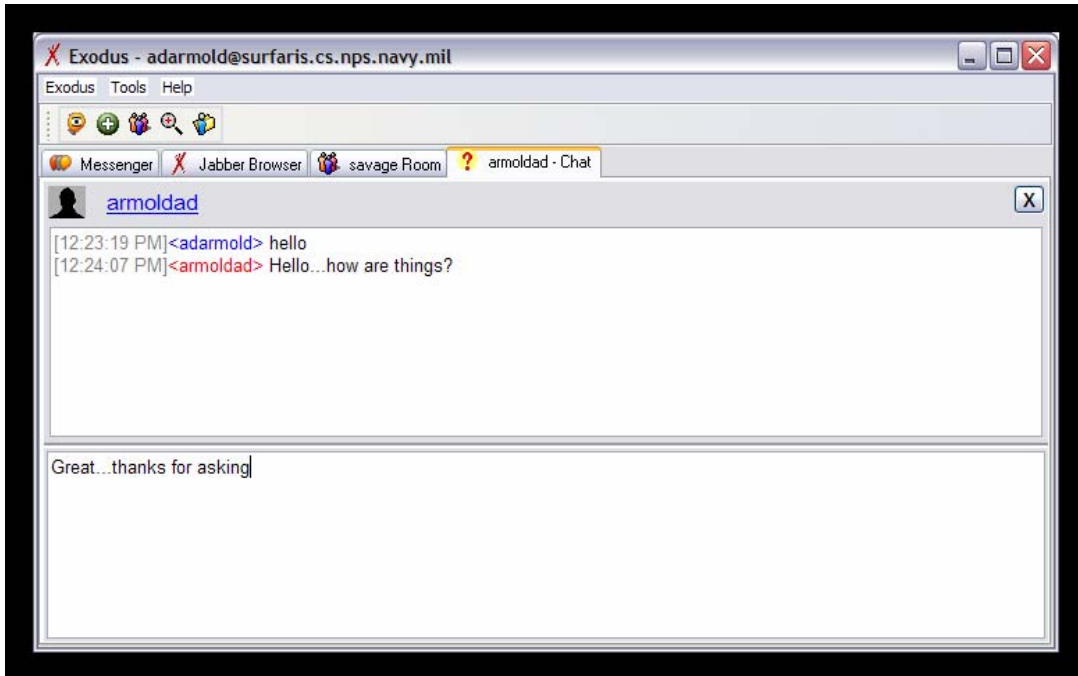 Exodus - adarmold@surfaris.cs.nps.navy.mil
Exodus Tools Help
Messenger Jabber Browser savage Room armoldad - Chat
armoldad
[12:23:19 PM]<adarmold> hello
[12:24:07 PM]<armoldad> Hello...how are things?
Great...thanks for asking